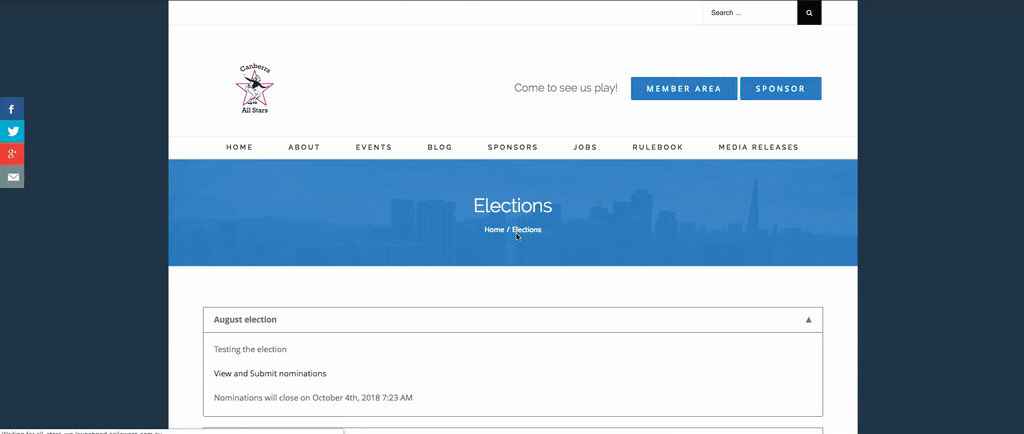 Search ...
Canberra
All Stars
Come to see us play!
MEMBER AREA
SPONSOR
HOME ABOUT EVENTS BLOG SPONSORS JOBS RULEBOOK MEDIA RELEASES
Elections
Home / Elections
August election
Testing the election
View and Submit nominations
Nominations will close on October 4th, 2018 7:23 AM